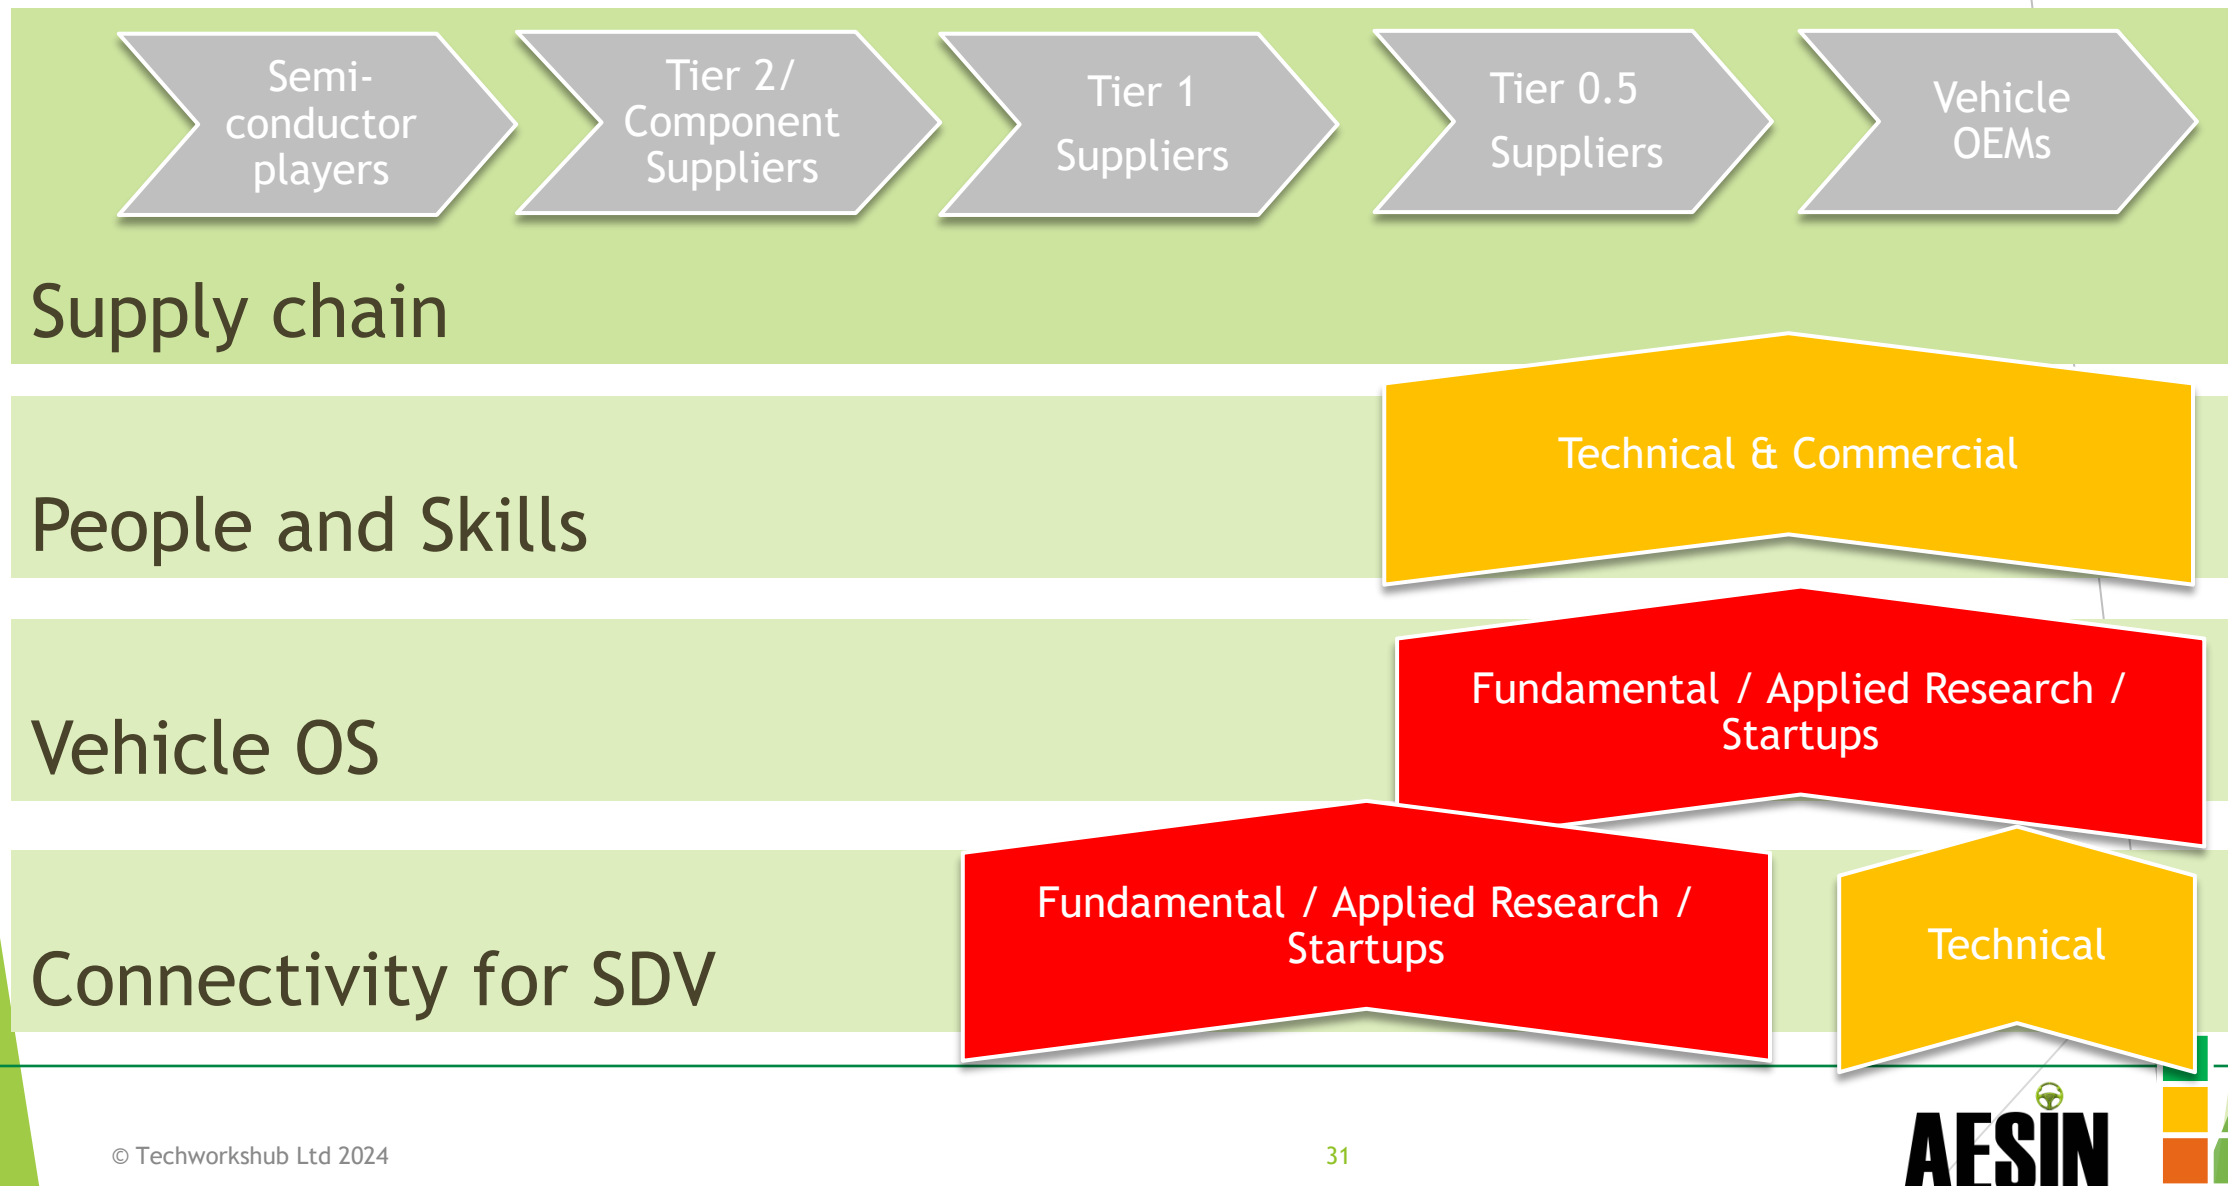 Semi-
conductor
players
Tier 2/
Component
Suppliers
Tier 1
Suppliers
Tier 0.5
Suppliers
Vehicle
OEMs
Supply chain
Technical & Commercial
People and Skills
Fundamental / Applied Research /
Startups
Vehicle OS
Fundamental / Applied Research /
Startups
Technical
Connectivity for SDV
© Techworkshub Ltd 2024
31
AESIN